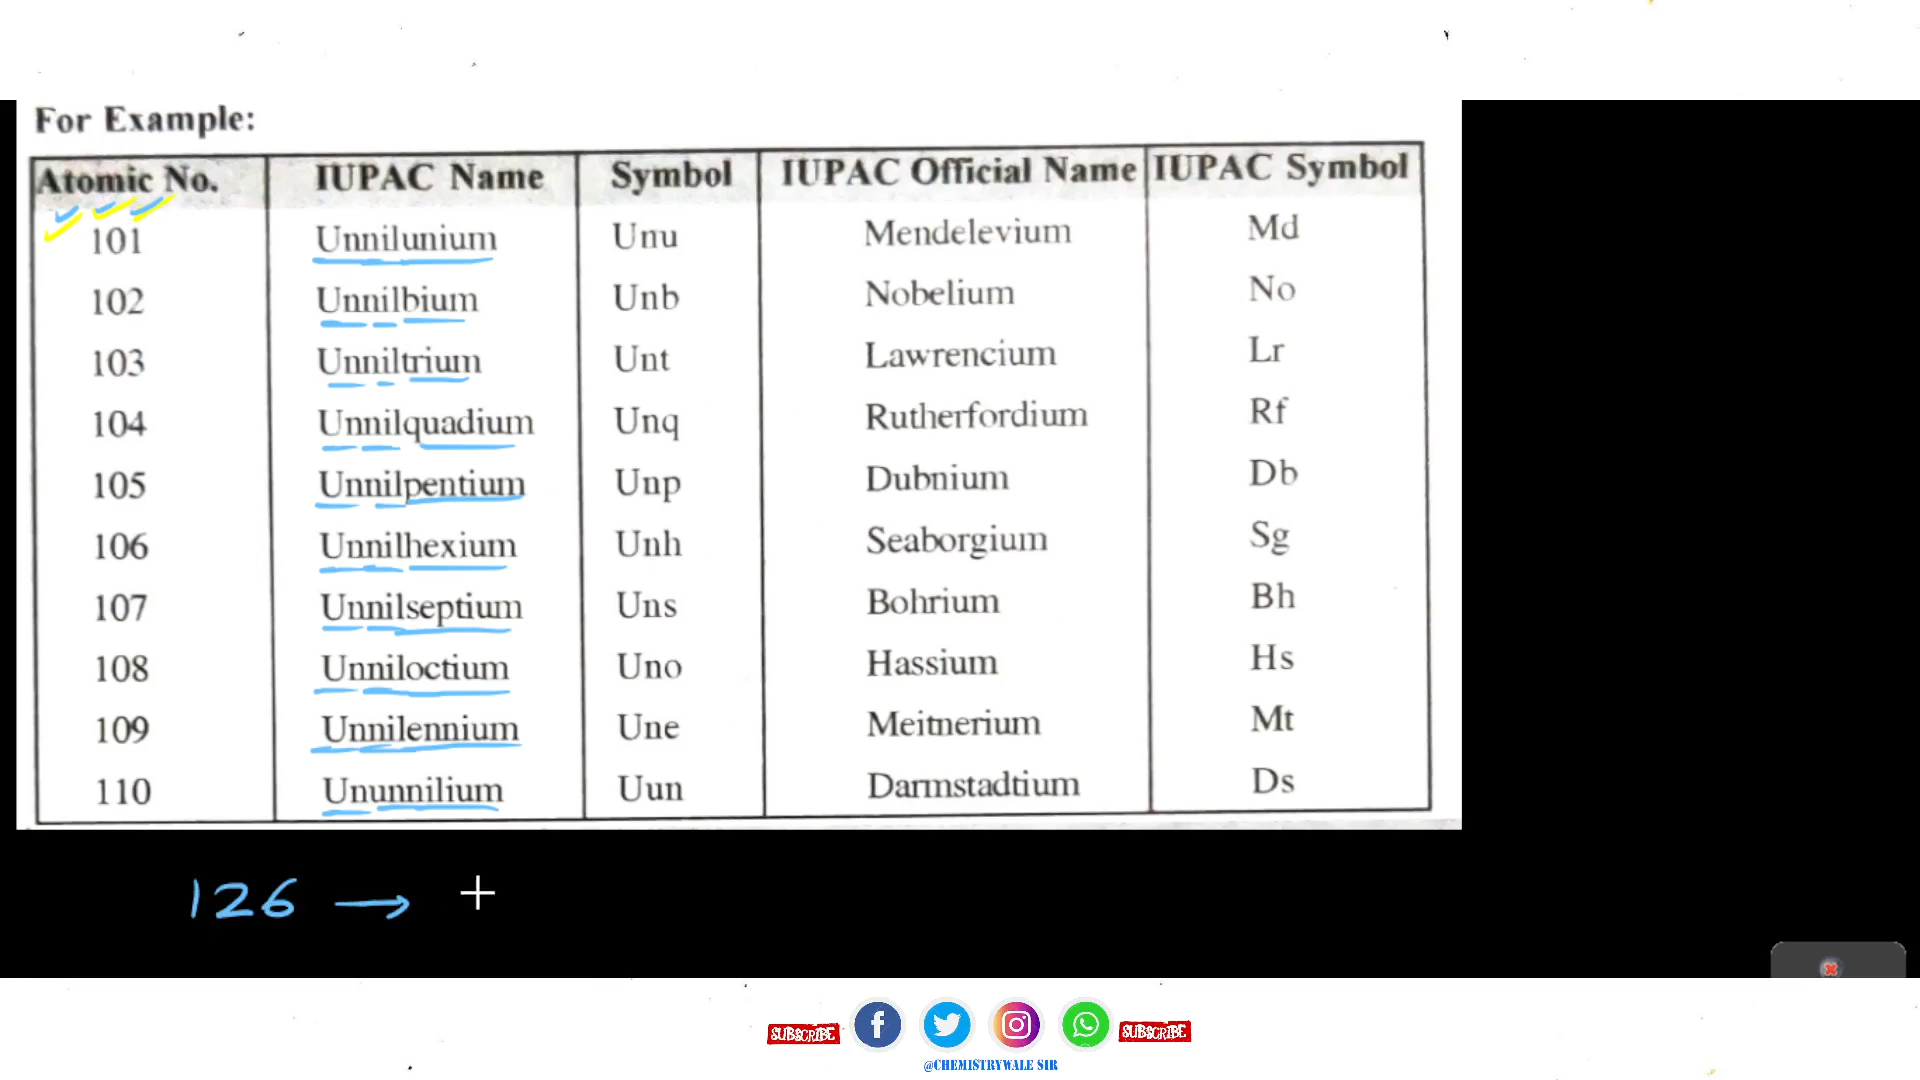 For Example:
Atomic No. IUPAC Name Symbol IUPAC Official Name IUPAC Symbol
101 Unnilunium Unu Mendelevium Md
102 Unnilbium Unb Nobelium No
103 Unniltrium Unt Lawrencium Lr
104 Unnilquadium Unq Rutherfordium Rf
105 Unnilpentium Unp Dubnium Db
106 Unnilhexium Unh Seaborgium Sg
107 Unnilseptium Uns Bohrium Bh
108 Unniloctium Uno Hassium Hs
109 Unnilennium Une Meitnerium Mt
110 Ununnilium Uun Darmstadtium Ds
126 →
SUBSCRIBE SUBSCRIBE
@CHEMISTRYWALE SIR